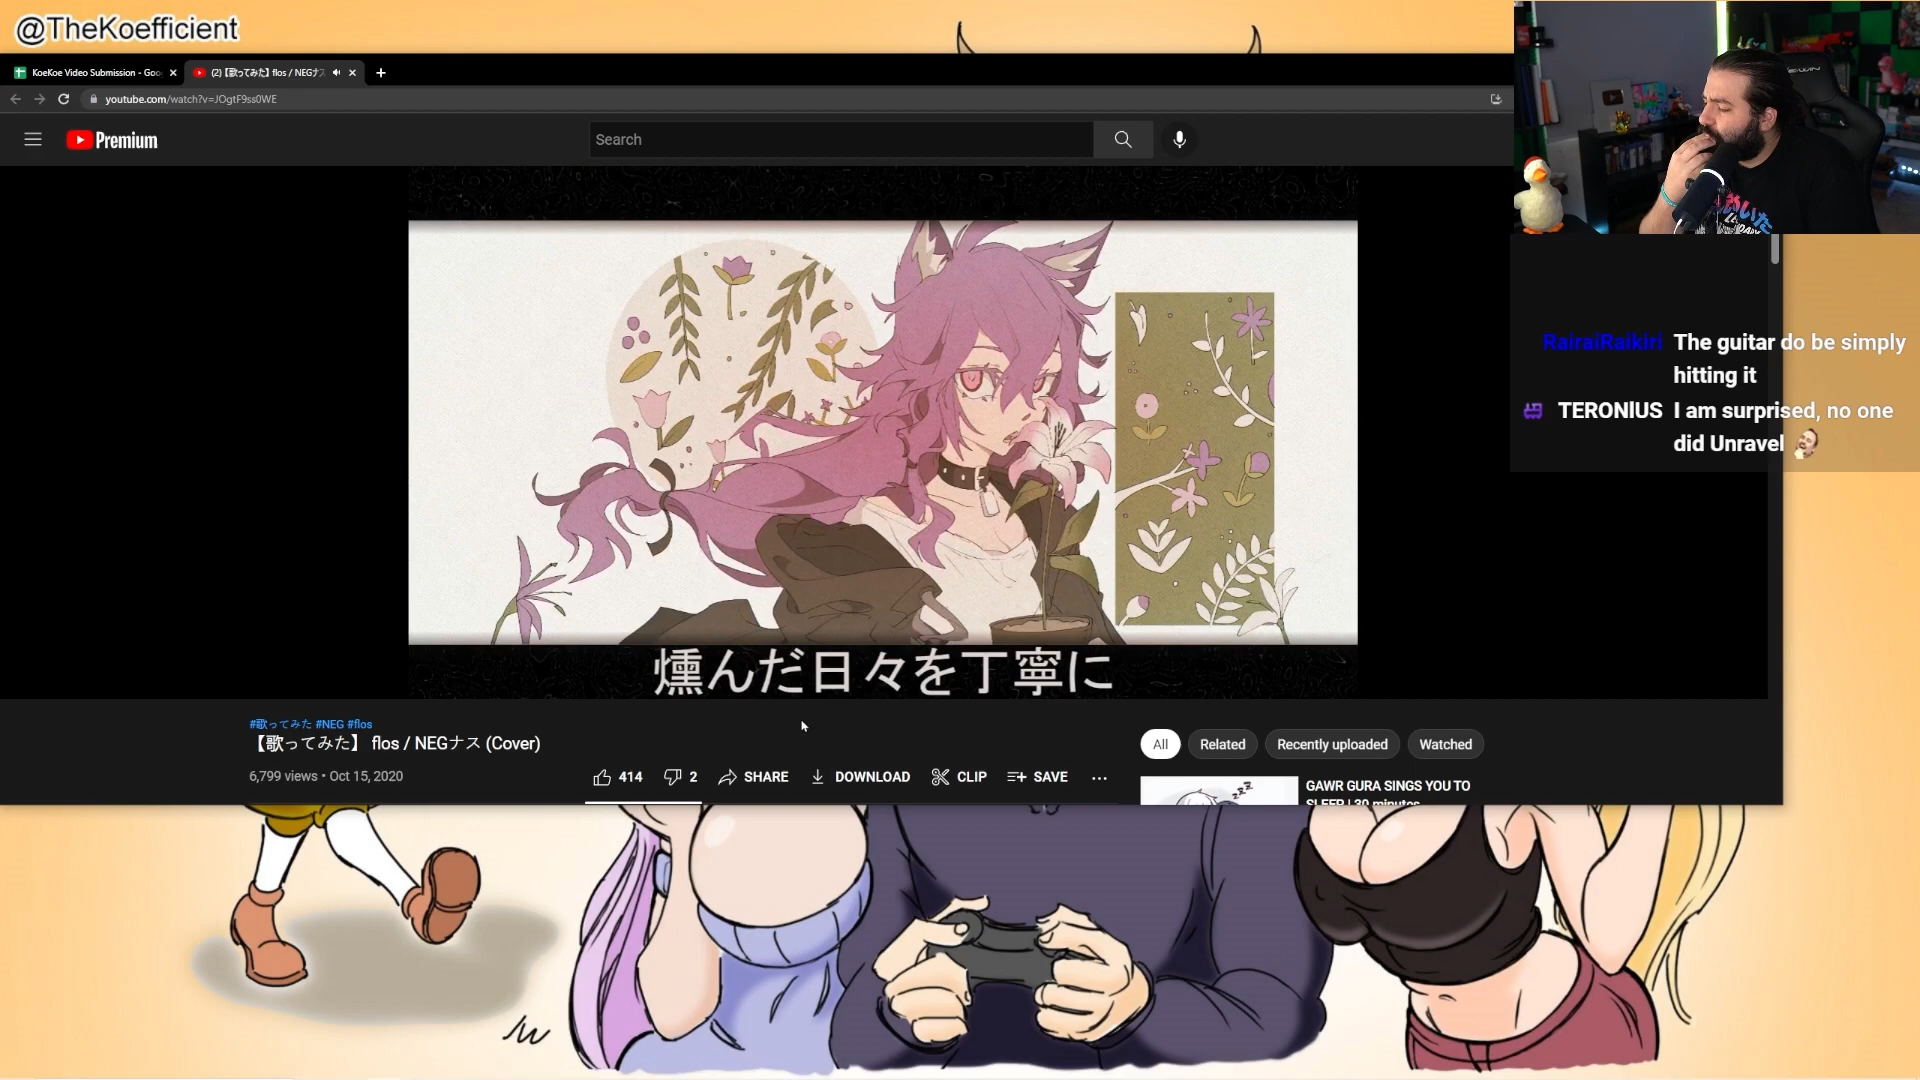 @TheKoefficient
KoeKoe Video Submission - Goo
(2)【歌ってみた】 flos / NEGナス
youtube.com/watch?v=JOgtF9ss0WE
Premium
Search
RairaiRaikiri The guitar do be simply
hitting it
TERONIUS I am surprised, no one
did Unravel
燻んだ日々を丁寧に
#歌ってみた #NEG #flos
【歌ってみた】 flos / NEGナス (Cover)
6,799 views • Oct 15, 2020
414
2
SHARE
DOWNLOAD
CLIP
SAVE
All
Related
Recently uploaded
Watched
GAWR GURA SINGS YOU TO
SLEEP | 30 minutes